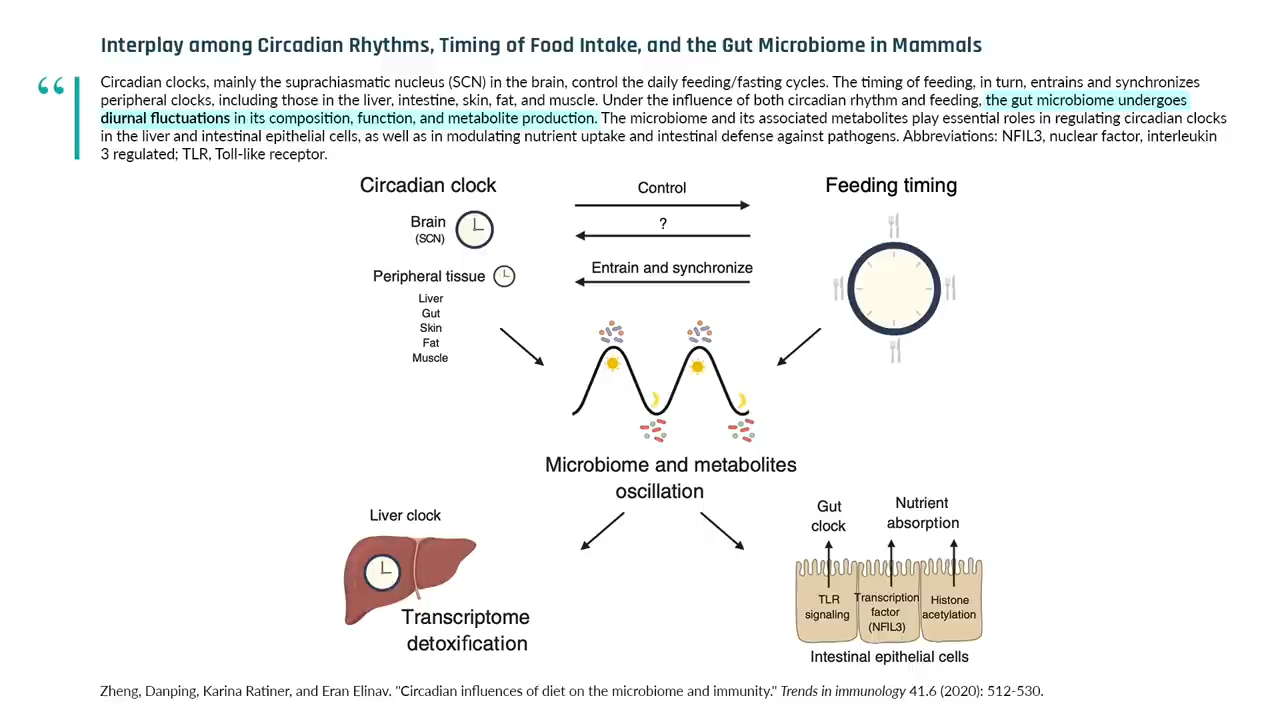 Interplay among Circadian Rhythms, Timing of Food Intake, and the Gut Microbiome in Mammals
“
Circadian clocks, mainly the suprachiasmatic nucleus (SCN) in the brain, control the daily feeding/fasting cycles. The timing of feeding, in turn, entrains and synchronizes
peripheral clocks, including those in the liver, intestine, skin, fat, and muscle. Under the influence of both circadian rhythm and feeding, the gut microbiome undergoes
diurnal fluctuations in its composition, function, and metabolite production. The microbiome and its associated metabolites play essential roles in regulating circadian clocks
in the liver and intestinal epithelial cells, as well as in modulating nutrient uptake and intestinal defense against pathogens. Abbreviations: NFIL3, nuclear factor, interleukin
3 regulated; TLR, Toll-like receptor.
Circadian clock
Control
Feeding timing
Brain
(SCN)
?
Peripheral tissue
Entrain and synchronize
Liver
Gut
Skin
Fat
Muscle
Microbiome and metabolites
oscillation
Liver clock
Transcriptome
detoxification
Gut
clock
Nutrient
absorption
TLR
signaling
Transcription
factor
(NFIL3)
Histone
acetylation
Intestinal epithelial cells
Zheng, Danping, Karina Ratiner, and Eran Elinav. "Circadian influences of diet on the microbiome and immunity." Trends in immunology 41.6 (2020): 512-530.